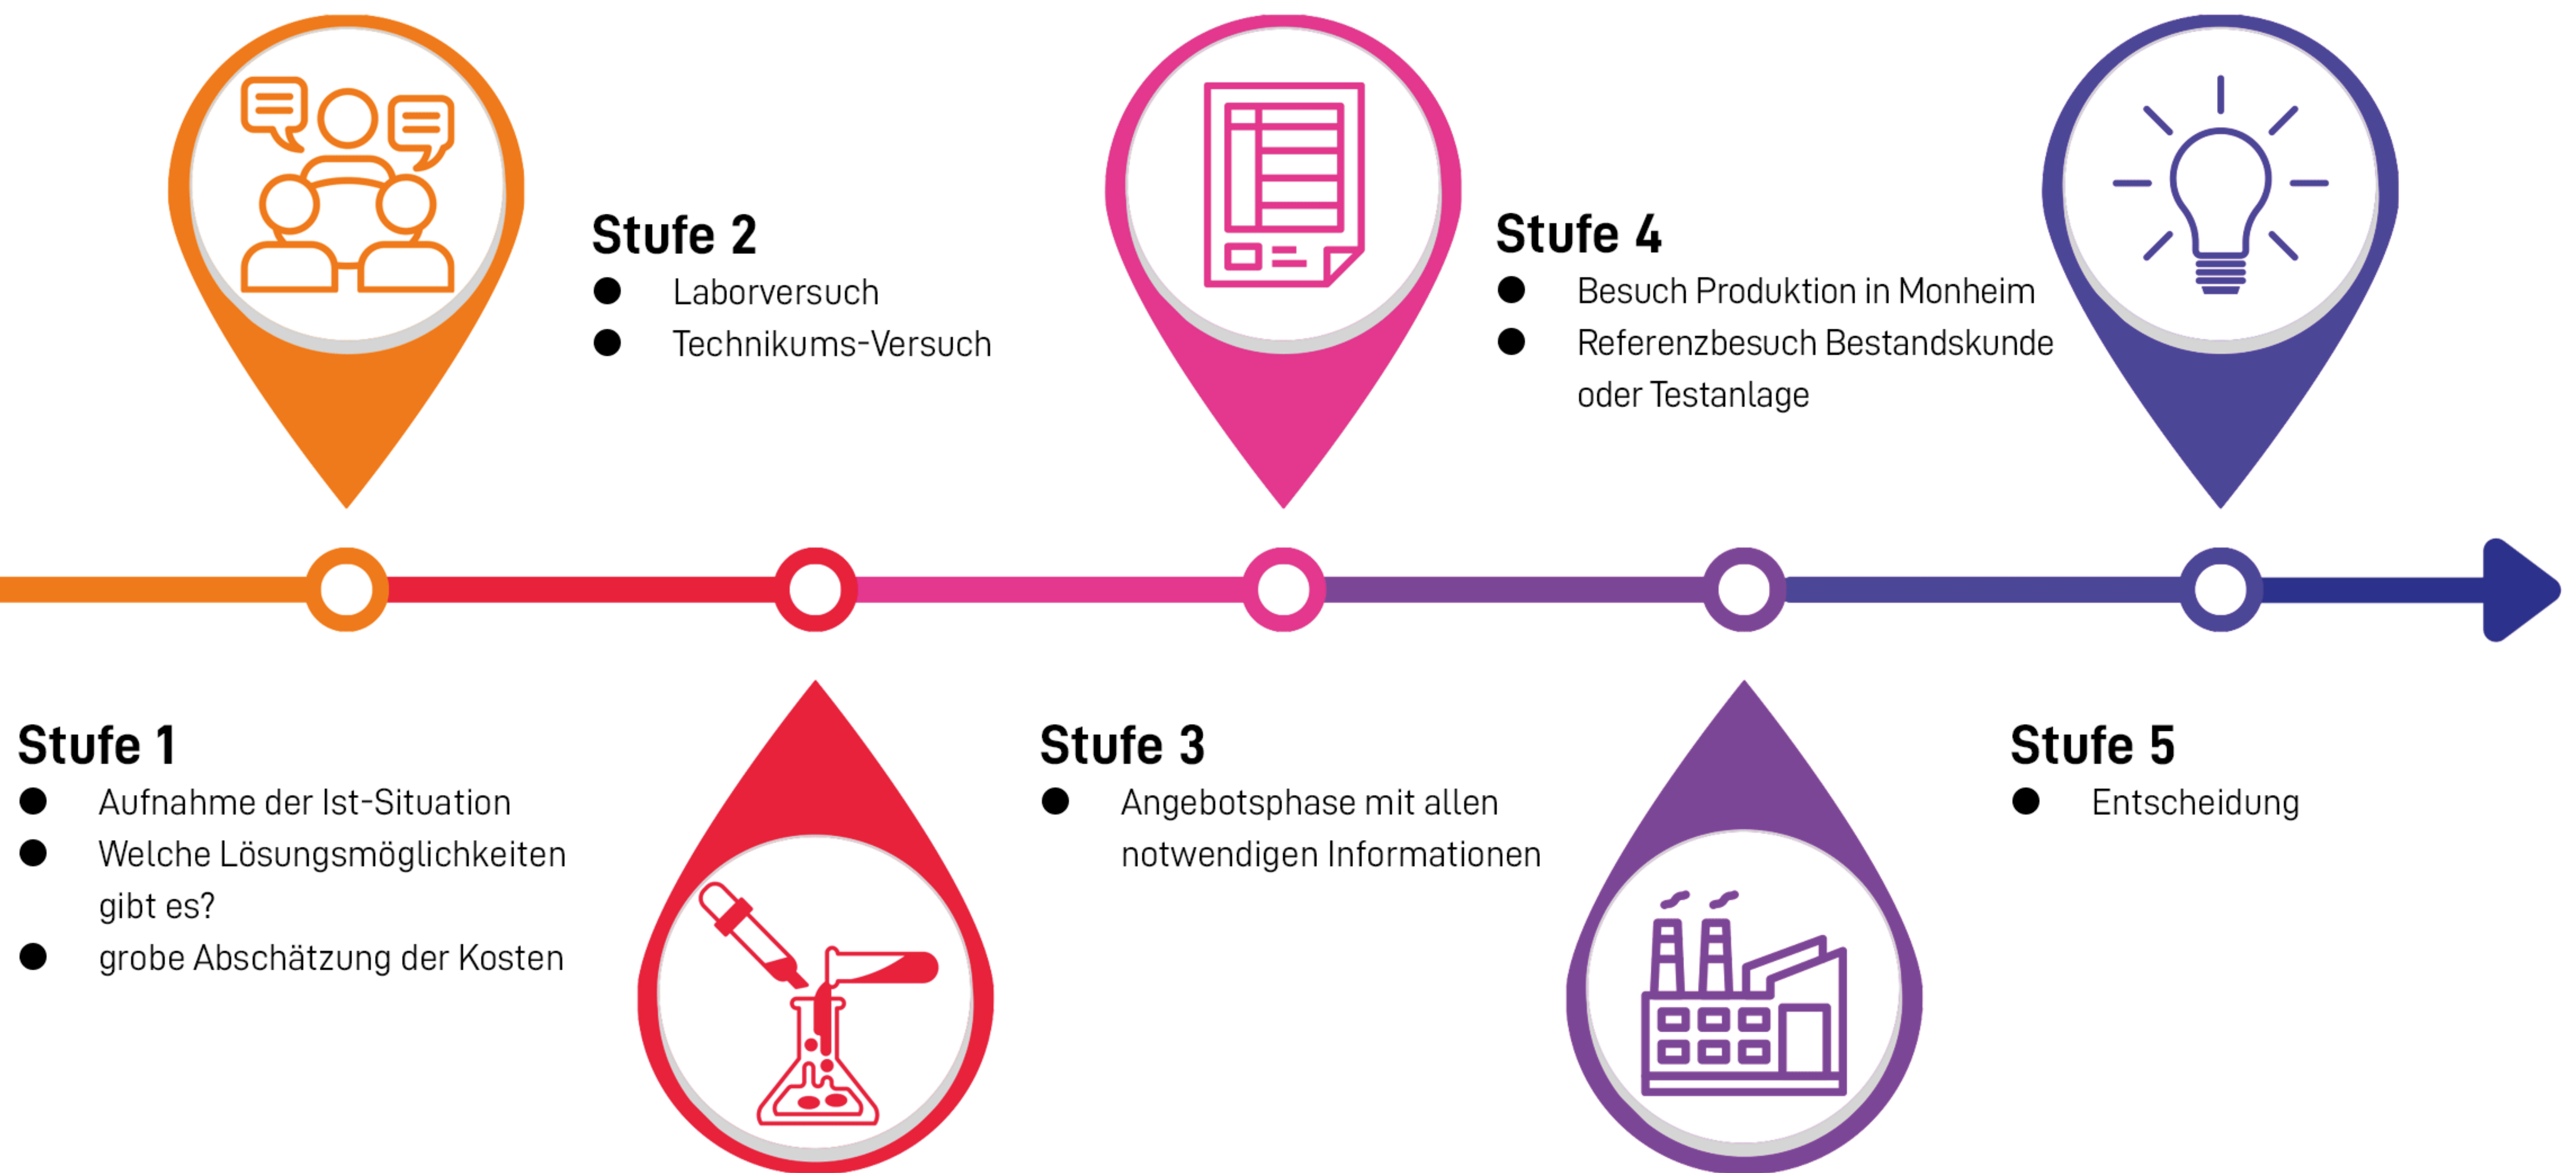 Stufe 1
● Aufnahme der Ist-Situation
● Welche Lösungsmöglichkeiten
gibt es?
● grobe Abschätzung der Kosten
Stufe 2
● Laborversuch
● Technikums-Versuch
Stufe 3
● Angebotsphase mit allen
notwendigen Informationen
Stufe 4
● Besuch Produktion in Monheim
● Referenzbesuch Bestandskunde
oder Testanlage
Stufe 5
● Entscheidung